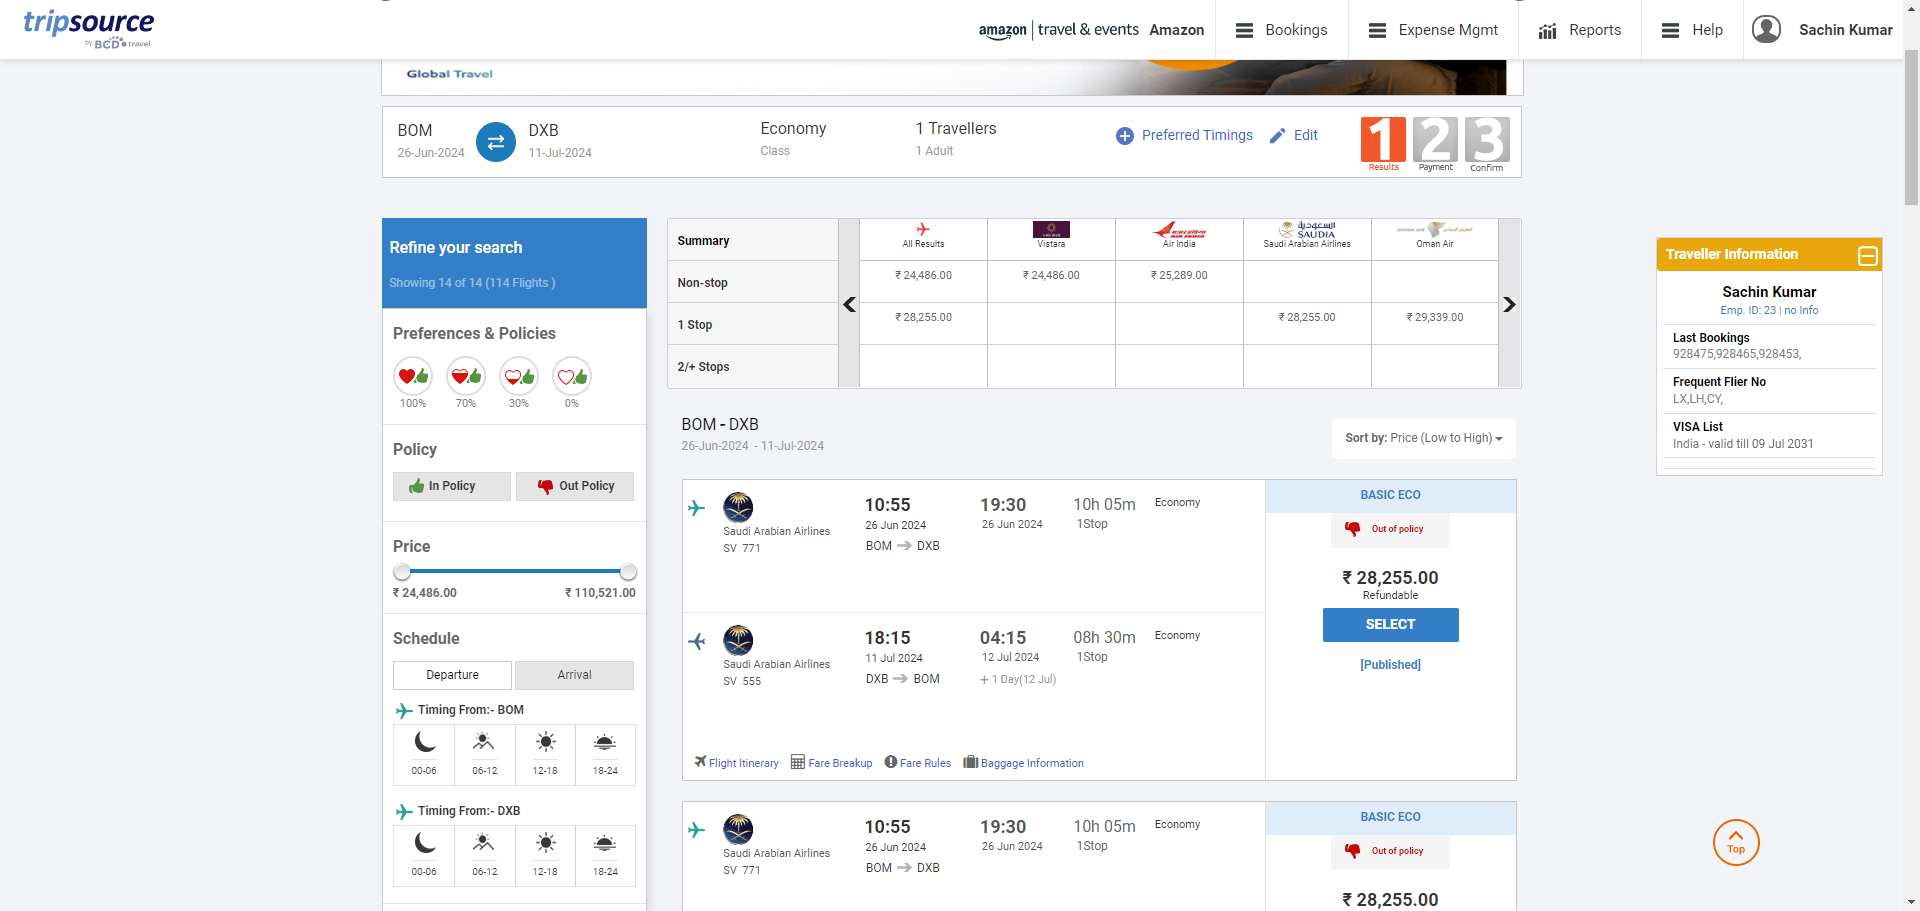 tripsource
by BCD travel
amazon | travel & events Amazon
Bookings
Expense Mgmt
Reports
Help
Sachin Kumar
Global Travel
BOM
26-Jun-2024
DXB
11-Jul-2024
Economy
Class
1 Travellers
1 Adult
Preferred Timings
Edit
1
Results
2
Payment
3
Confirm
Refine your search
Showing 14 of 14 (114 Flights )
Preferences & Policies
100% 70% 30% 0%
Policy
In Policy Out Policy
Price
₹ 24,486.00 ₹ 110,521.00
Schedule
Departure Arrival
Timing From:- BOM
00-06 06-12 12-18 18-24
Timing From:- DXB
00-06 06-12 12-18 18-24
Summary All Results Vistara Air India السعودية SAUDIA Saudi Arabian Airlines OMAN AIR Oman Air
Non-stop ₹ 24,486.00 ₹ 24,486.00 ₹ 25,289.00
1 Stop ₹ 28,255.00 ₹ 28,255.00 ₹ 29,339.00
2/+ Stops
BOM - DXB
26-Jun-2024 - 11-Jul-2024
Sort by: Price (Low to High)
Saudi Arabian Airlines
SV 771
10:55
26 Jun 2024
BOM DXB
19:30
26 Jun 2024
10h 05m
1Stop
Economy
Saudi Arabian Airlines
SV 555
18:15
11 Jul 2024
DXB BOM
04:15
12 Jul 2024
+ 1 Day(12 Jul)
08h 30m
1Stop
Economy
Flight Itinerary Fare Breakup Fare Rules Baggage Information
BASIC ECO
Out of policy
₹ 28,255.00
Refundable
SELECT
[Published]
Saudi Arabian Airlines
SV 771
10:55
26 Jun 2024
BOM DXB
19:30
26 Jun 2024
10h 05m
1Stop
Economy
BASIC ECO
Out of policy
₹ 28,255.00
Traveller Information
Sachin Kumar
Emp. ID: 23 | no Info
Last Bookings
928475,928465,928453,
Frequent Flier No
LX,LH,CY,
VISA List
India - valid till 09 Jul 2031
Top